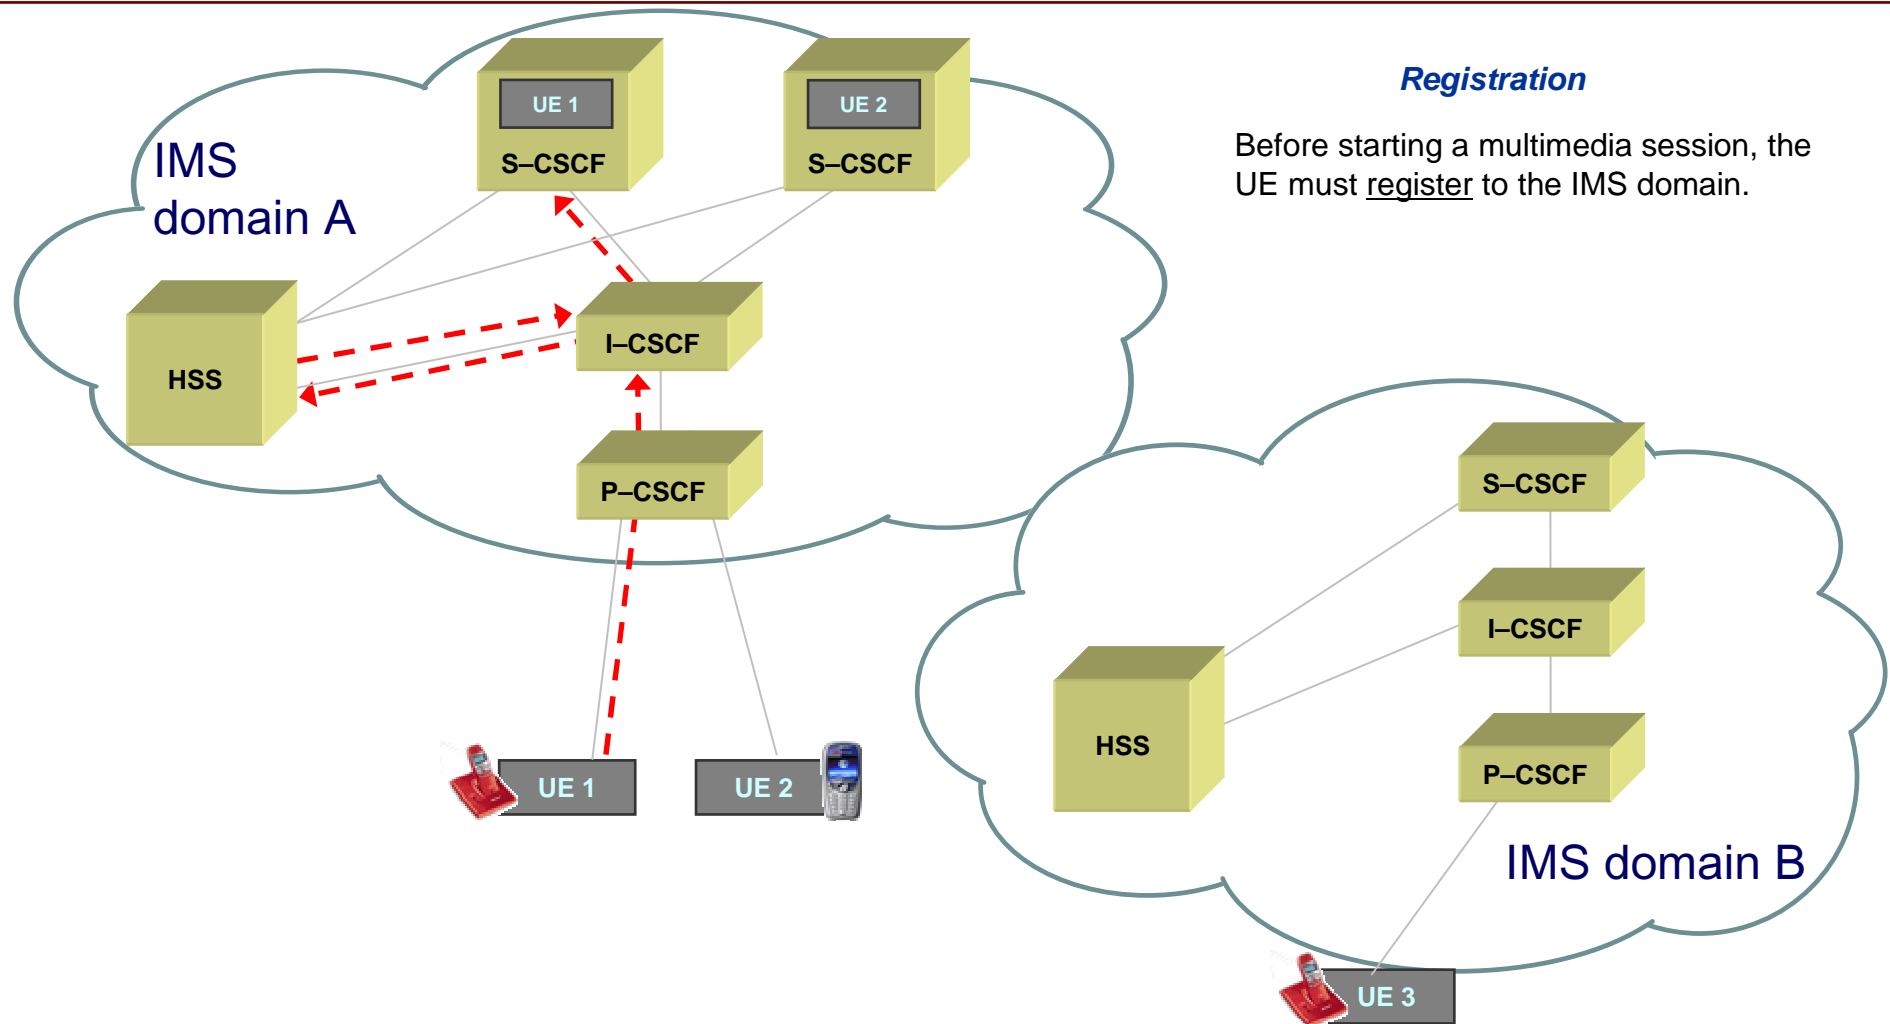 Registration
Before starting a multimedia session, the
UE must register to the IMS domain.
IMS
domain A
UE 1
S–CSCF
UE 2
S–CSCF
HSS
I–CSCF
P–CSCF
UE 1
UE 2
S–CSCF
I–CSCF
HSS
P–CSCF
IMS domain B
UE 3